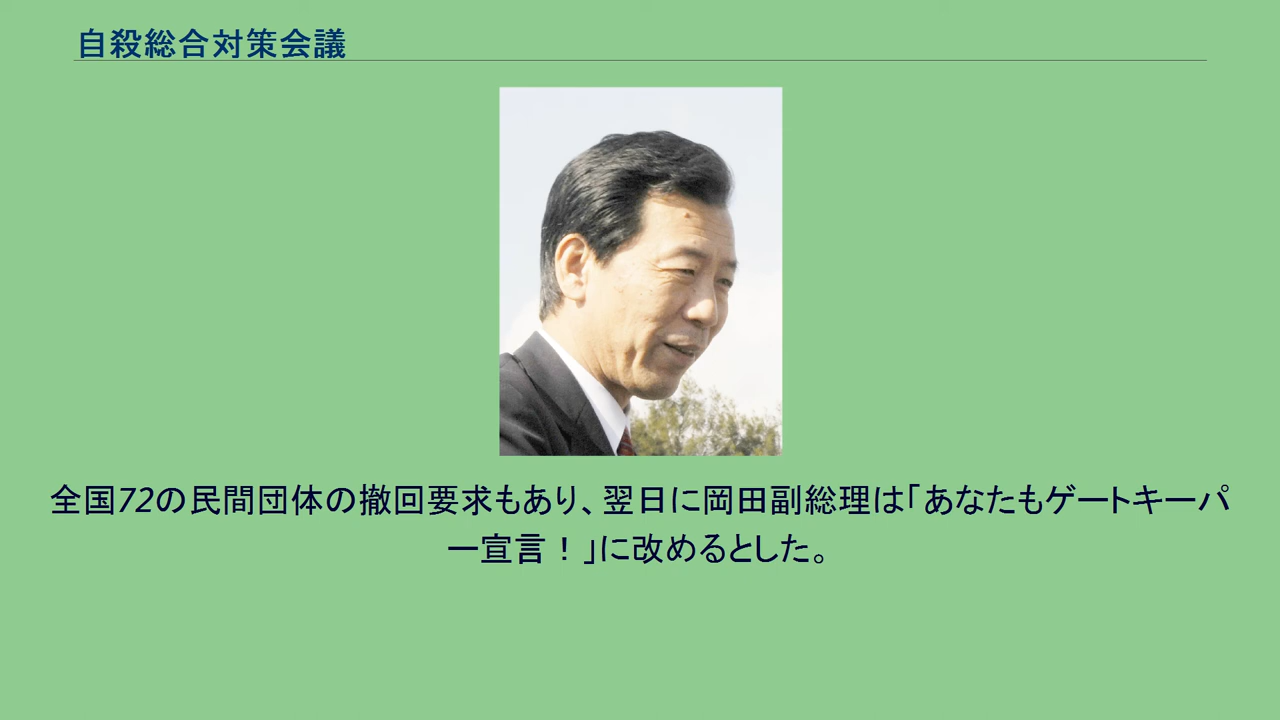 自殺総合対策会議
全国72の民間団体の撤回要求もあり、翌日に岡田副総理は「あなたもゲートキーパ
ー宣言！」に改めるとした。